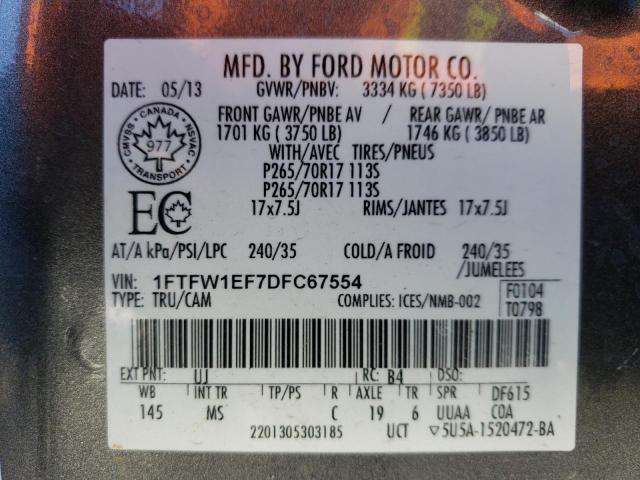 MFD. BY FORD MOTOR CO.
DATE: 05/13 GVWR/PNBV: 3334 KG ( 7350 LB)
FRONT GAWR/PNBE AV / REAR GAWR/ PNBE AR
1701 KG ( 3750 LB) 1746 KG ( 3850 LB)
WITH/AVEC TIRES/PNEUS
P265/70R17 113S
P265/70R17 113S
17x7.5J RIMS/JANTES 17x7.5J
CMVSS · CANADA · NSVAC
977
TRANSPORT
EC
AT/A kPa/PSI/LPC 240/35 COLD/A FROID 240/35
/JUMELEES
VIN: 1FTFW1EF7DFC67554
TYPE: TRU/CAM COMPLIES: ICES/NMB-002
F0104
T0798
EXT PNT: UJ RC: B4 DSO:
WB INT TR TP/PS R AXLE TR SPR DF615
145 MS C 19 6 UUAA COA
2201305303185 UCT ▽5U5A-1520472-BA